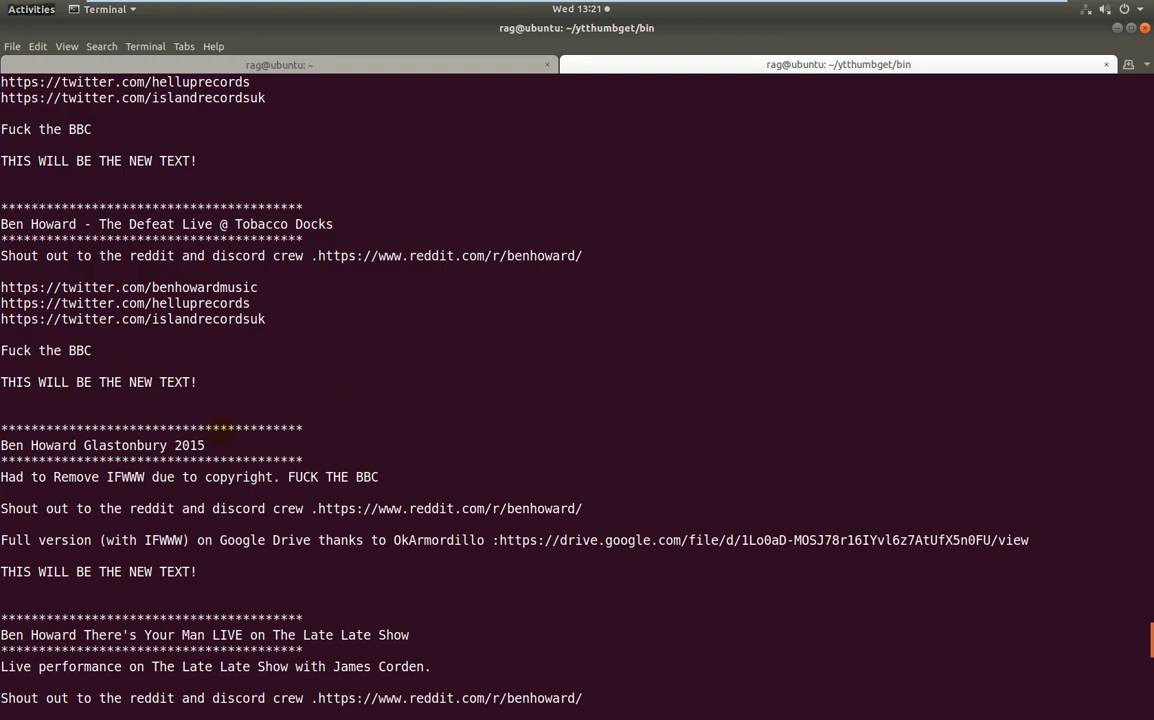 Activities Terminal Wed 13:21
rag@ubuntu: ~/ytthumbget/bin
File Edit View Search Terminal Tabs Help
rag@ubuntu: ~ × rag@ubuntu: ~/ytthumbget/bin ×
https://twitter.com/helluprecords
https://twitter.com/islandrecordsuk
Fuck the BBC
THIS WILL BE THE NEW TEXT!
****************************************
Ben Howard - The Defeat Live @ Tobacco Docks
****************************************
Shout out to the reddit and discord crew .https://www.reddit.com/r/benhoward/
https://twitter.com/benhowardmusic
https://twitter.com/helluprecords
https://twitter.com/islandrecordsuk
Fuck the BBC
THIS WILL BE THE NEW TEXT!
****************************************
Ben Howard Glastonbury 2015
****************************************
Had to Remove IFWWW due to copyright. FUCK THE BBC
Shout out to the reddit and discord crew .https://www.reddit.com/r/benhoward/
Full version (with IFWWW) on Google Drive thanks to OkArmordillo :https://drive.google.com/file/d/1Lo0aD-MOSJ78r16IYvl6z7AtUfX5n0FU/view
THIS WILL BE THE NEW TEXT!
****************************************
Ben Howard There's Your Man LIVE on The Late Late Show
****************************************
Live performance on The Late Late Show with James Corden.
Shout out to the reddit and discord crew .https://www.reddit.com/r/benhoward/